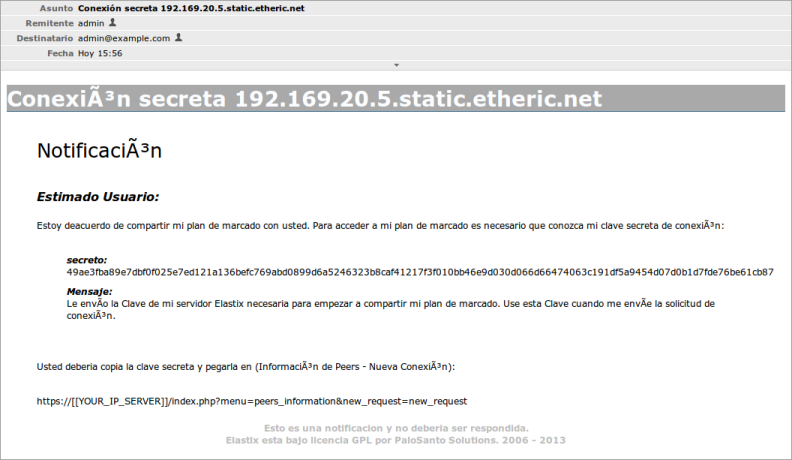 Asunto Conexión secreta 192.169.20.5.static.etheric.net
Remitente admin
Destinatario admin@example.com
Fecha Hoy 15:56
ConexiÃ³n secreta 192.169.20.5.static.etheric.net
NotificaciÃ³n
Estimado Usuario:
Estoy deacuerdo de compartir mi plan de marcado con usted. Para acceder a mi plan de marcado es necesario que conozca mi clave secreta de conexiÃ³n:
secreto:
49ae3fba89e7dbf0f025e7ed121a136befc769abd0899d6a5246323b8caf41217f3f010bb46e9d030d066d66474063c191df5a9454d07d0b1d7fde76be61cb87
Mensaje:
Le envÃ­o la Clave de mi servidor Elastix necesaria para empezar a compartir mi plan de marcado. Use esta Clave cuando me envÃ­e la solicitud de
conexiÃ³n.
Usted deberia copia la clave secreta y pegarla en (InformaciÃ³n de Peers - Nueva ConexiÃ³n):
https://[[YOUR_IP_SERVER]]/index.php?menu=peers_information&new_request=new_request
Esto es una notificacion y no deberia ser respondida.
Elastix esta bajo licencia GPL por PaloSanto Solutions. 2006 - 2013